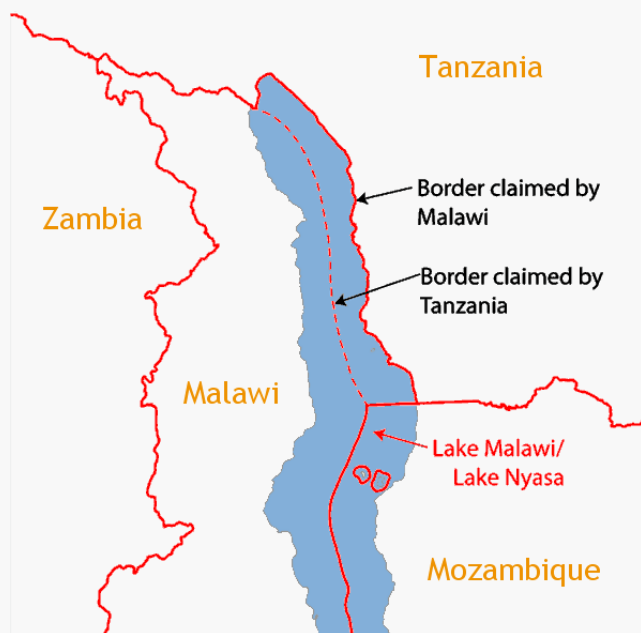 Tanzania
Border claimed by
Malawi
Zambia
Border claimed by
Tanzania
Malawi
Lake Malawi/
Lake Nyasa
Mozambique